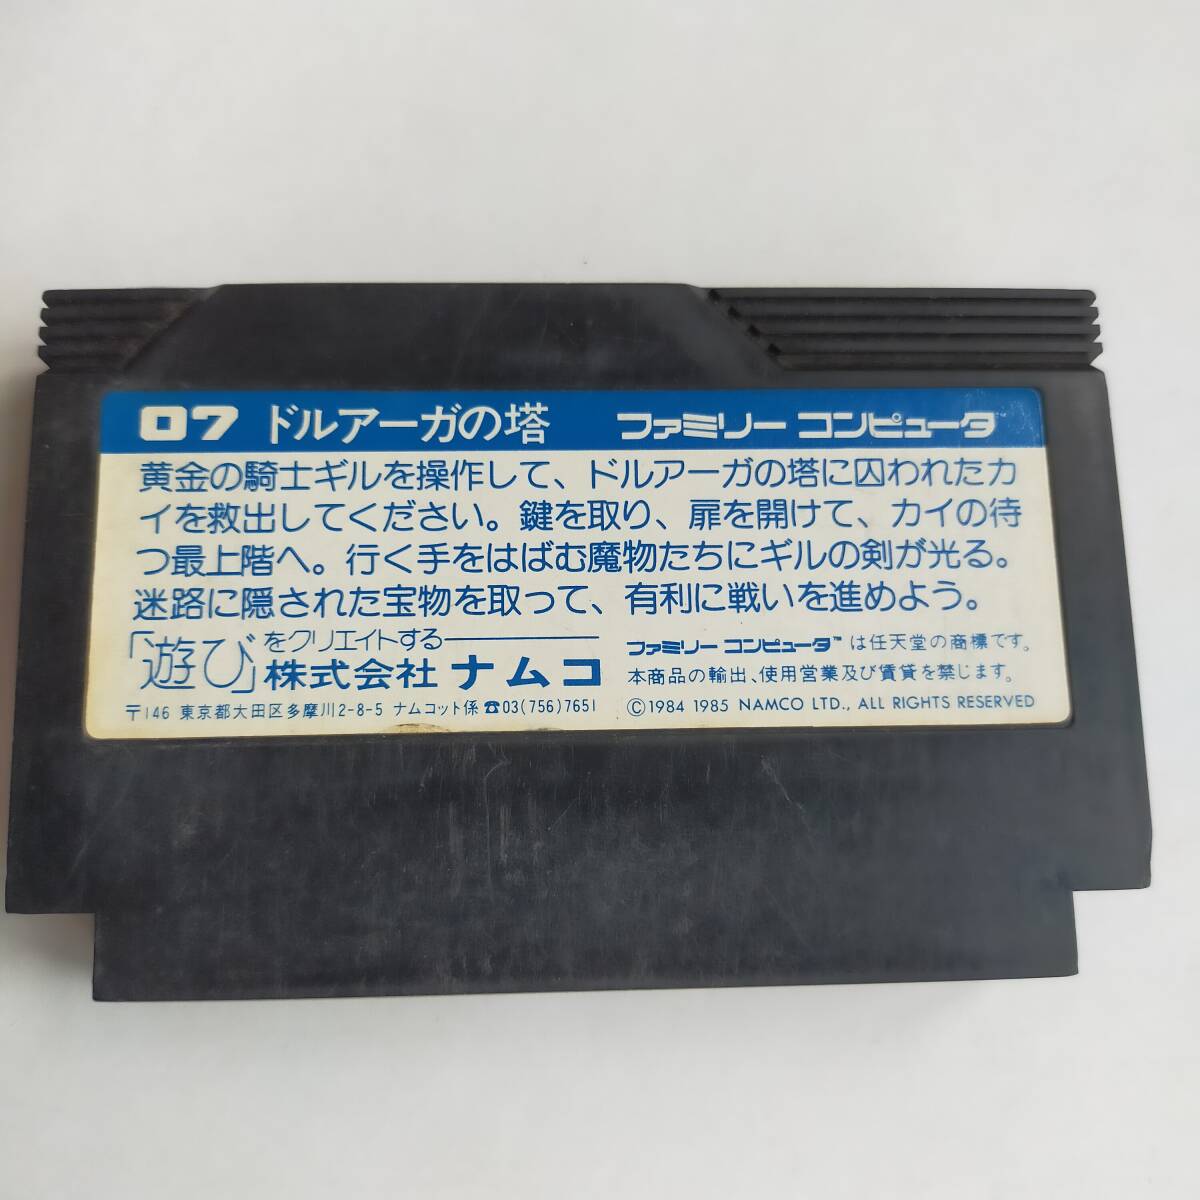 07 ドルアーガの塔 ファミリー コンピュータ
黄金の騎士ギルを操作して、ドルアーガの塔に囚われたカ
イを救出してください。鍵を取り、扉を開けて、カイの待
つ最上階へ。行く手をはばむ魔物たちにギルの剣が光る。
迷路に隠された宝物を取って、有利に戦いを進めよう。
「遊び」をクリエイトする
株式会社 ナムコ
〒146 東京都大田区多摩川2-8-5 ナムコット係 ☎03(756)7651
ファミリー コンピュータ™ は任天堂の商標です。
本商品の輸出、使用営業及び賃貸を禁じます。
©1984 1985 NAMCO LTD., ALL RIGHTS RESERVED